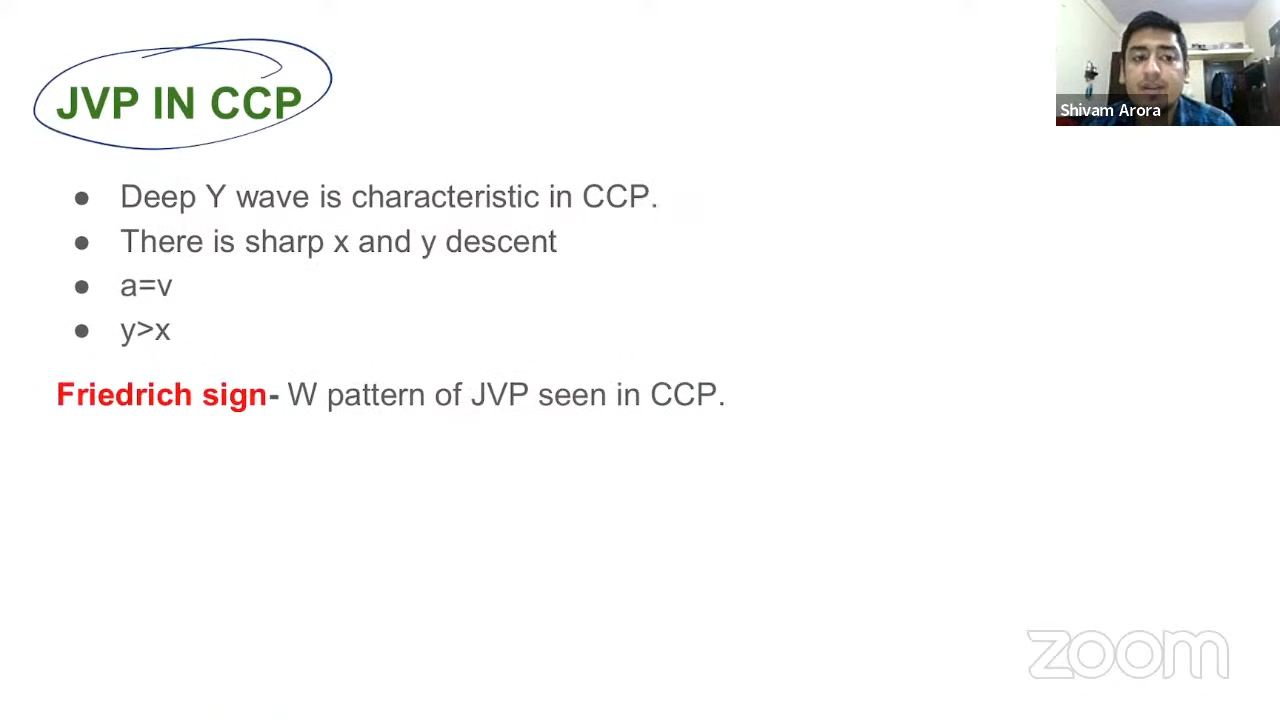 JVP IN CCP
Shivam Arora
● Deep Y wave is characteristic in CCP.
● There is sharp x and y descent
● a=v
● y>x
Friedrich sign- W pattern of JVP seen in CCP.
zoom